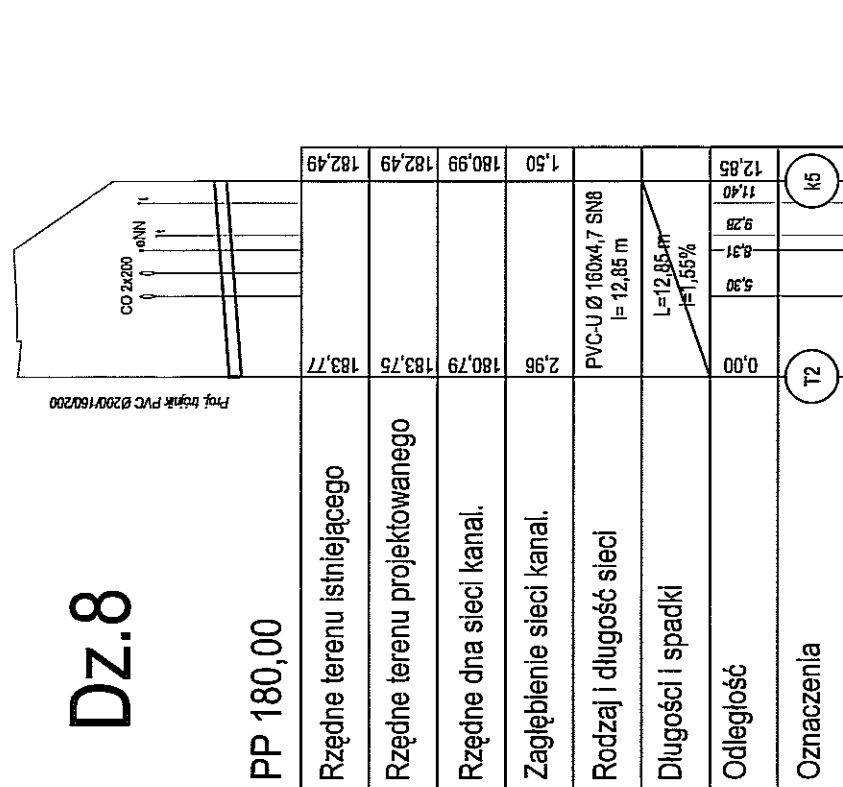 Dz.8
Proj. trójnik PVC Ø200/160/200
CO 2x200
eNN
t
t
PP 180,00
Rzędne terenu istniejącego
183,77
182,49
Rzędne terenu projektowanego
183,75
182,49
Rzędne dna sieci kanal.
180,79
180,99
Zagłębienie sieci kanal.
2,96
1,50
Rodzaj i długość sieci
PVC-U Ø 160x4,7 SN8
l= 12,85 m
Długości i spadki
L=12,85 m
i=1,55%
Odległość
0,00
5,30
8,31
9,28
11,40
12,85
Oznaczenia
T2
k5